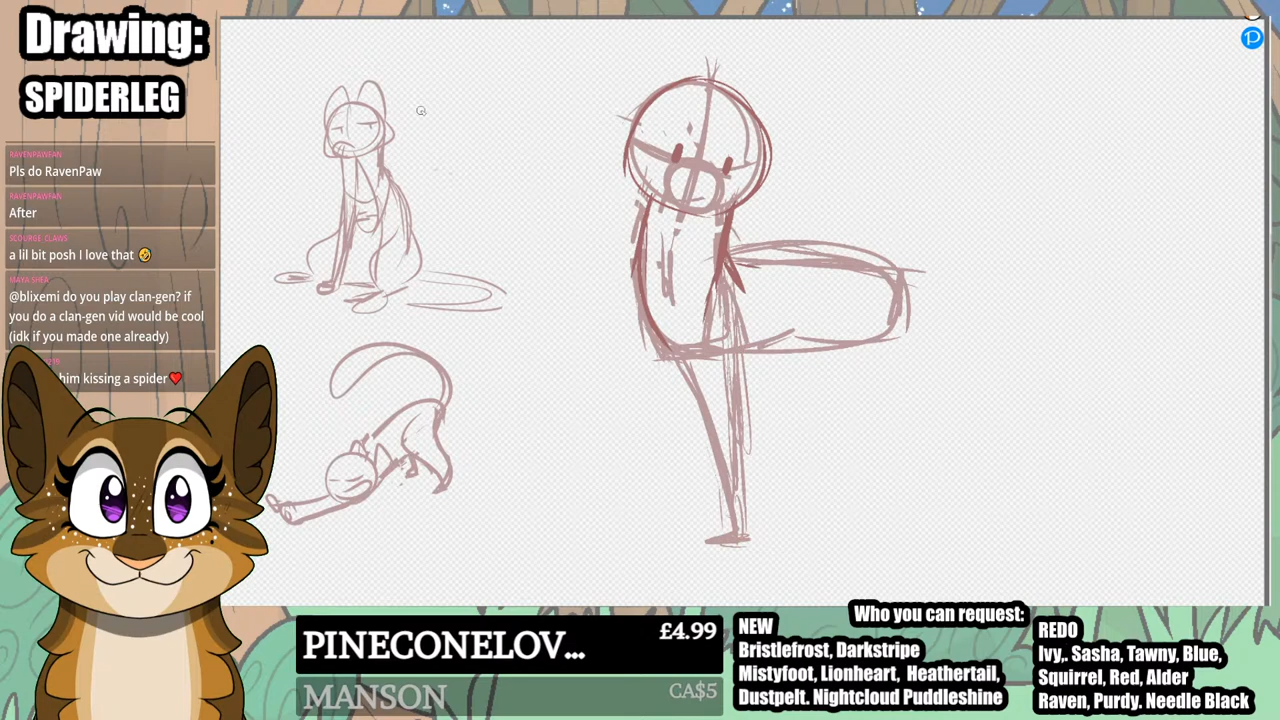 Drawing:
SPIDERLEG
RAVENPAWFAN
Pls do RavenPaw
RAVENPAWFAN
After
SCOURGE CLAWS
a lil bit posh I love that 🤣
MAYA SHEA
@blixemi do you play clan-gen? if
you do a clan-gen vid would be cool
(idk if you made one already)
him kissing a spider♥
PINECONELOV...
£4.99
MANSON
CA$5
Who you can request:
NEW
Bristlefrost, Darkstripe
Mistyfoot, Lionheart, Heathertail,
Dustpelt. Nightcloud Puddleshine
REDO
Ivy,. Sasha, Tawny, Blue,
Squirrel, Red, Alder
Raven, Purdy. Needle Black